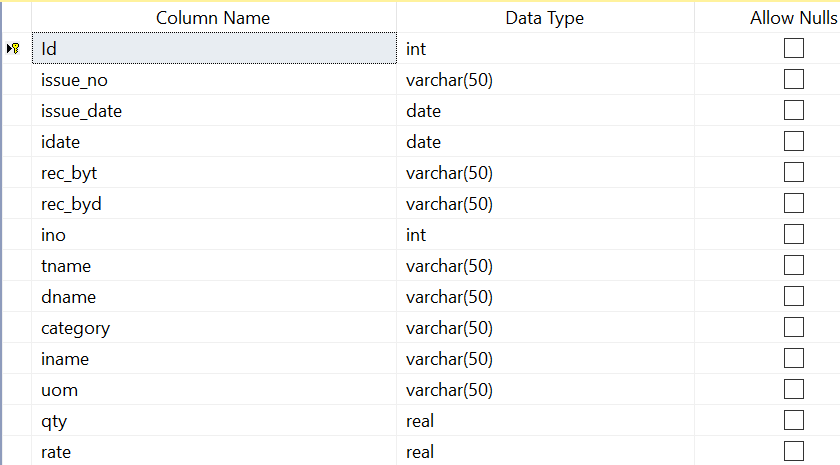 Column Name Data Type Allow Nulls
Id int
issue_no varchar(50)
issue_date date
idate date
rec_byt varchar(50)
rec_byd varchar(50)
ino int
tname varchar(50)
dname varchar(50)
category varchar(50)
iname varchar(50)
uom varchar(50)
qty real
rate real